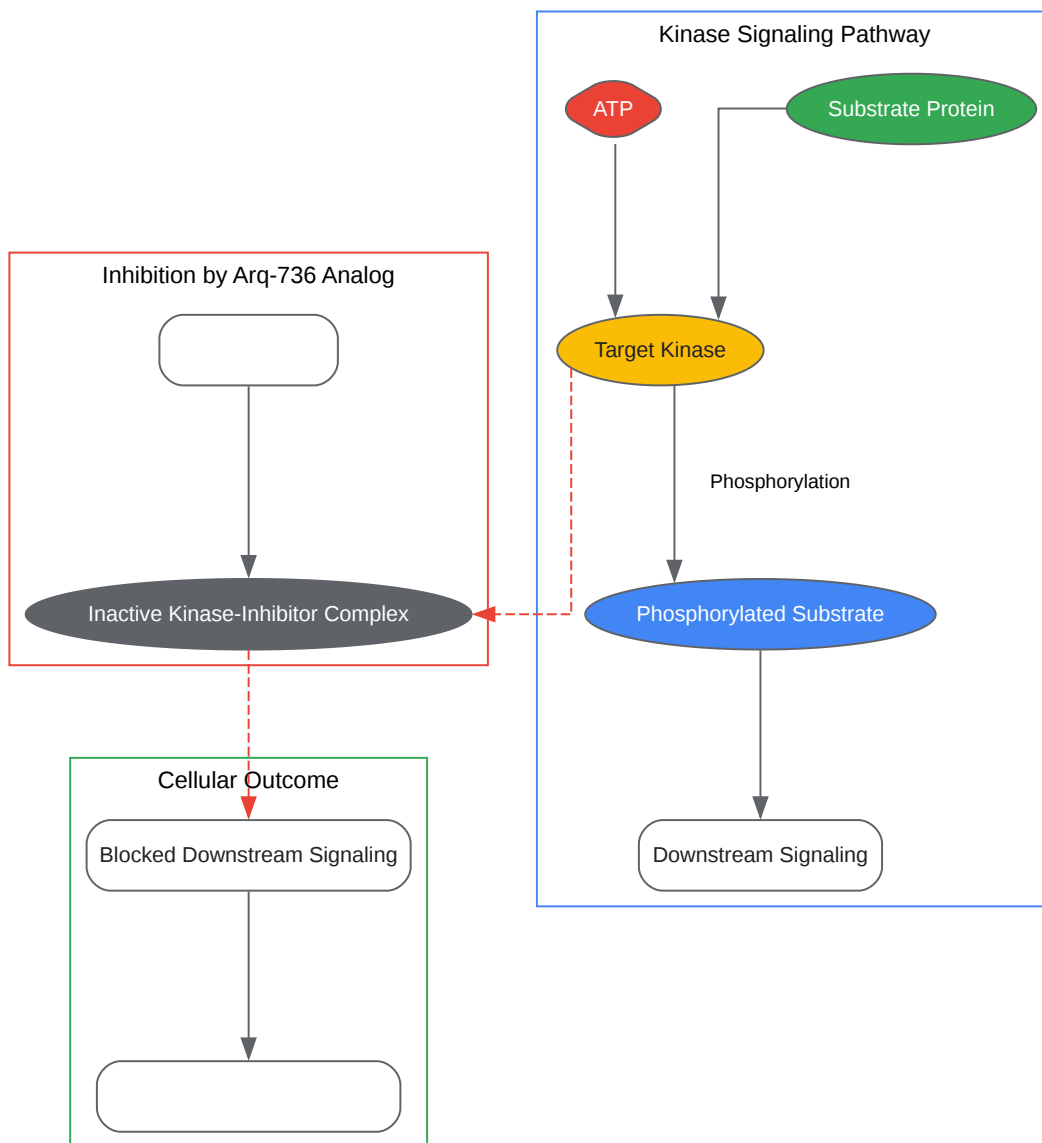 Kinase Signaling Pathway
ATP
Substrate Protein
Inhibition by Arq-736 Analog
Target Kinase
Phosphorylation
Inactive Kinase-Inhibitor Complex
Phosphorylated Substrate
Cellular Outcome
Blocked Downstream Signaling
Downstream Signaling